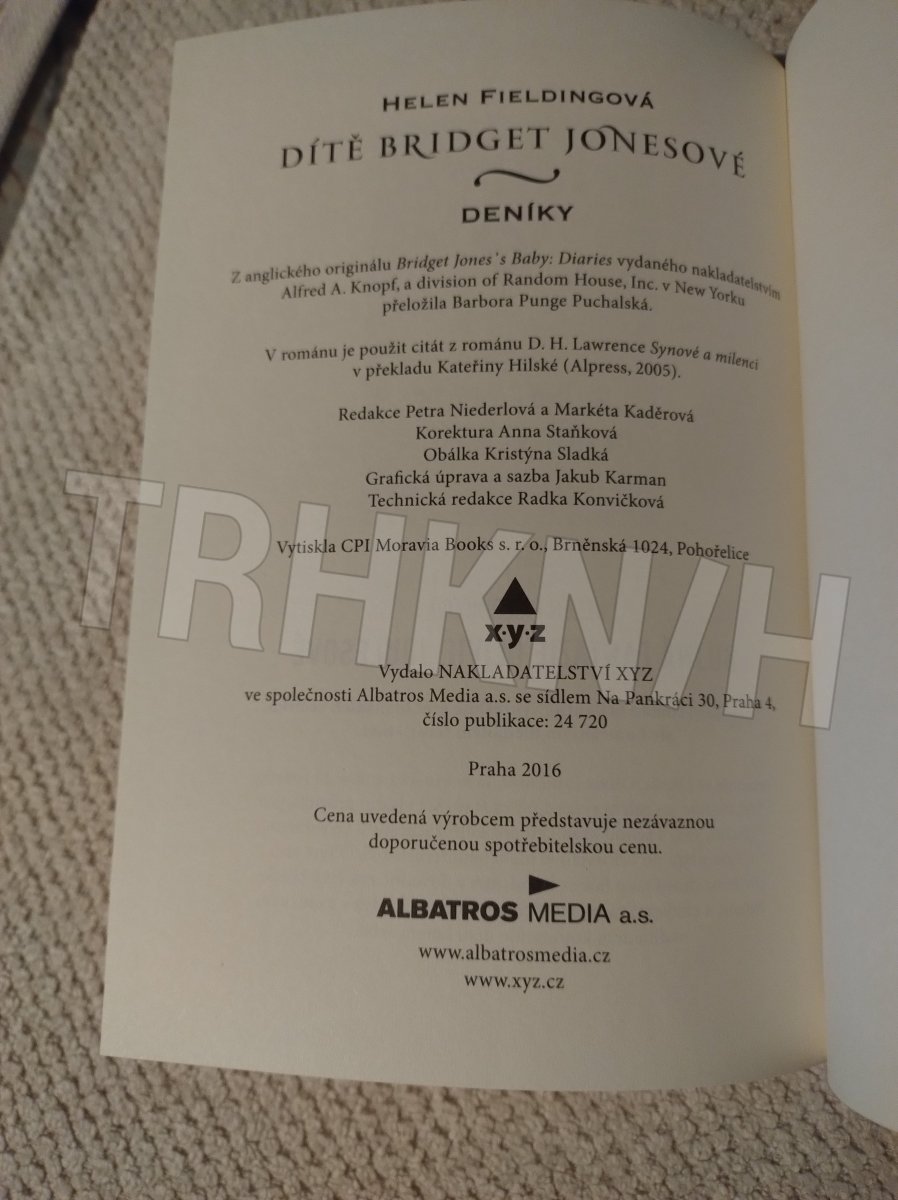 HELEN FIELDINGOVÁ
DÍTĚ BRIDGET JONESOVÉ
DENÍKY
Z anglického originálu Bridget Jones's Baby: Diaries vydaného nakladatelstvím
Alfred A. Knopf, a division of Random House, Inc. v New Yorku
přeložila Barbora Punge Puchalská.
V románu je použit citát z románu D. H. Lawrence Synové a milenci
v překladu Kateřiny Hilské (Alpress, 2005).
Redakce Petra Niederlová a Markéta Kaděrová
Korektura Anna Staňková
Obálka Kristýna Sladká
Grafická úprava a sazba Jakub Karman
Technická redakce Radka Konvičková
Vytiskla CPI Moravia Books s. r. o., Brněnská 1024, Pohořelice
TRHKNIH
x·y·z
Vydalo NAKLADATELSTVÍ XYZ
ve společnosti Albatros Media a.s. se sídlem Na Pankráci 30, Praha 4,
číslo publikace: 24 720
Praha 2016
Cena uvedená výrobcem představuje nezávaznou
doporučenou spotřebitelskou cenu.
ALBATROS MEDIA a.s.
www.albatrosmedia.cz
www.xyz.cz